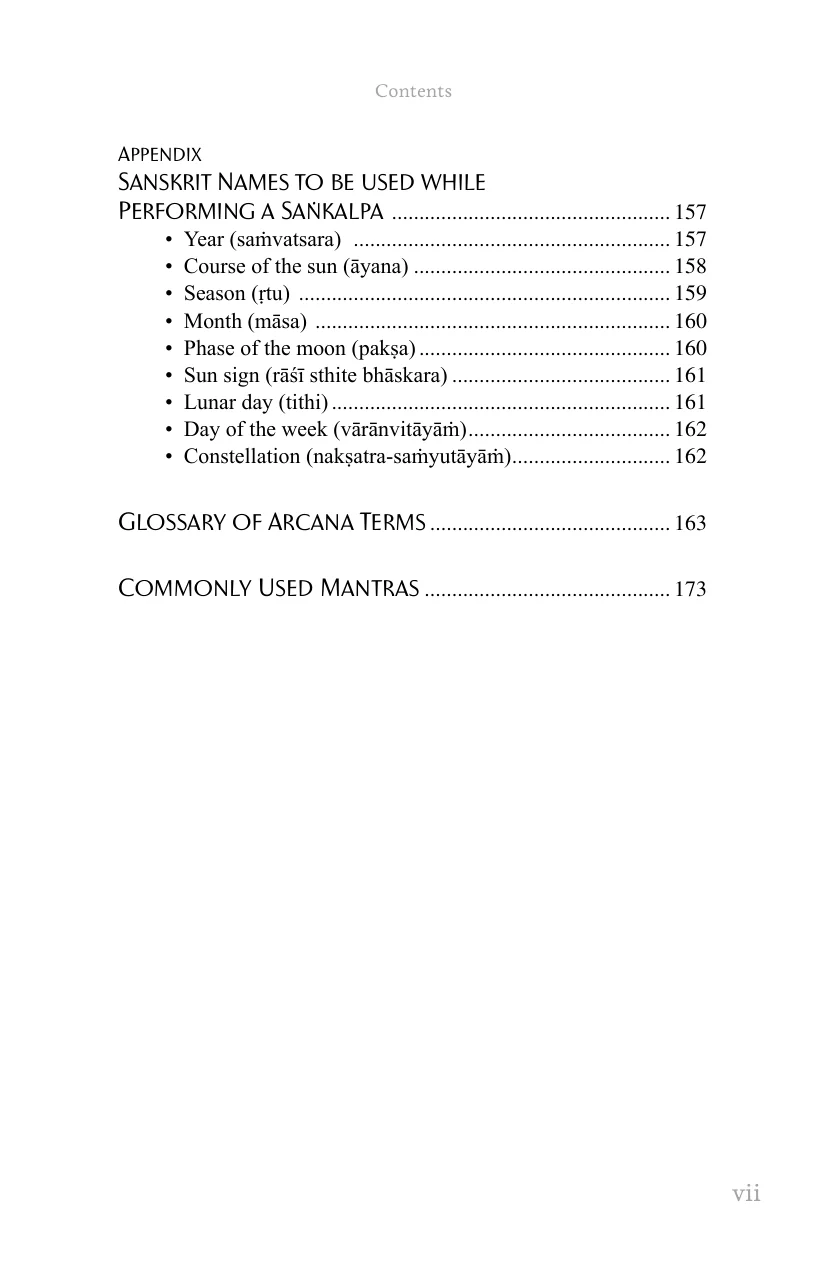 Contents
APPENDIX
SANSKRIT NAMES TO BE USED WHILE
PERFORMING A SAṄKALPA .................................................. 157
• Year (saṁvatsara) ......................................................... 157
• Course of the sun (āyana) .............................................. 158
• Season (ṛtu) .................................................................. 159
• Month (māsa) ............................................................... 160
• Phase of the moon (pakṣa) ............................................. 160
• Sun sign (rāśī sthite bhāskara) ....................................... 161
• Lunar day (tithi) ............................................................. 161
• Day of the week (vārānvitāyāṁ)..................................... 162
• Constellation (nakṣatra-saṁyutāyāṁ)............................. 162
GLOSSARY OF ARCANA TERMS ........................................... 163
COMMONLY USED MANTRAS ............................................ 173
vii